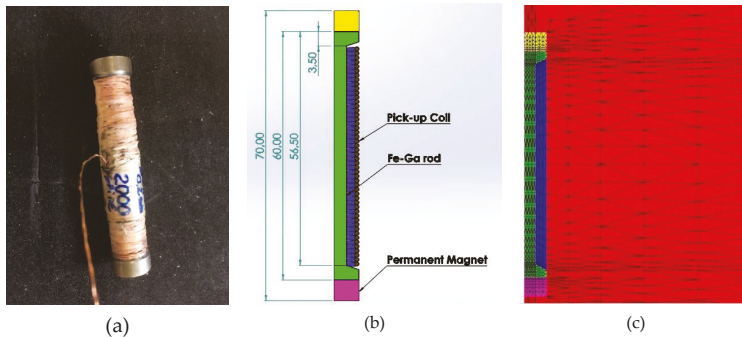 2000
70,00
60,00
56,50
3,50
Pick-up Coil
Fe-Ga rod
Permanent Magnet
(a)
(b)
(c)